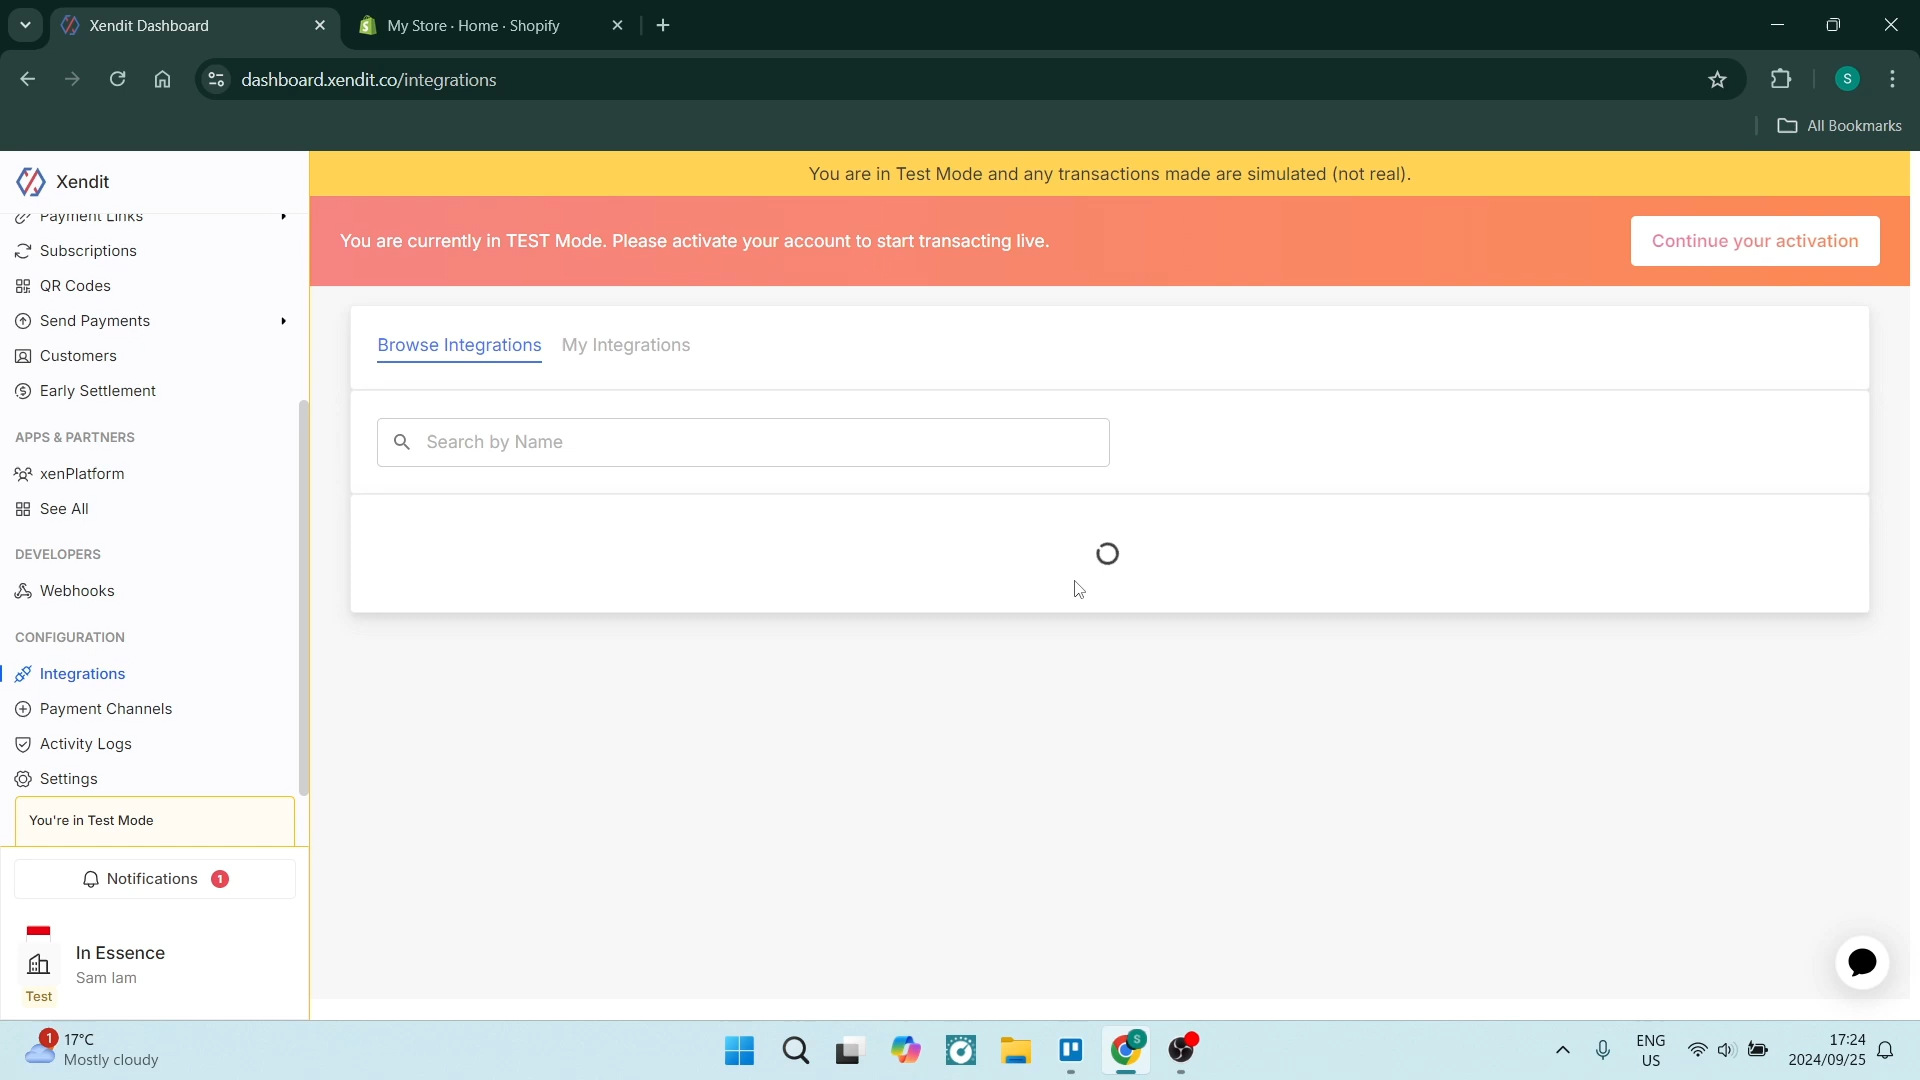 Xendit Dashboard
My Store · Home · Shopify
dashboard.xendit.co/integrations
S
All Bookmarks
Xendit
You are in Test Mode and any transactions made are simulated (not real).
Payment Links
You are currently in TEST Mode. Please activate your account to start transacting live.
Continue your activation
Subscriptions
QR Codes
Send Payments
Customers
Early Settlement
Browse Integrations
My Integrations
Search by Name
APPS & PARTNERS
xenPlatform
See All
DEVELOPERS
Webhooks
CONFIGURATION
Integrations
Payment Channels
Activity Logs
Settings
You're in Test Mode
Notifications 1
In Essence
Sam Iam
Test
1
17°C
Mostly cloudy
S
ENG
US
17:24
2024/09/25